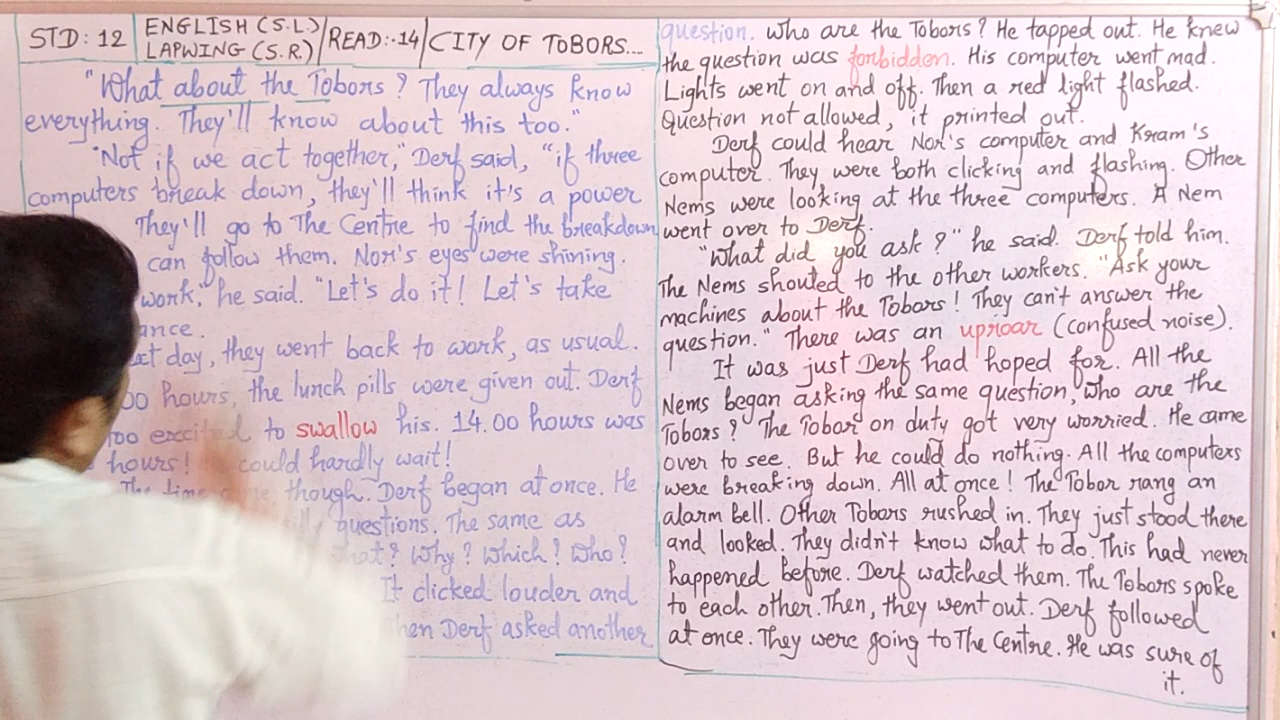 STD: 12
ENGLISH (S.L.)
LAPWING (S.R.)
READ:-14
CITY OF TOBORS...
"What about the Tobors? They always know
everything. They'll know about this too."
"Not if we act together," Derf said, "if three
computers break down, they'll think it's a power
They'll go to The Centre to find the breakdown
can follow them. Nor's eyes were shining.
work," he said. "Let's do it! Let's take
day, they went back to work, as usual.
hours, the lunch pills were given out. Derf
too excited to swallow his. 14.00 hours was
hours! could hardly wait!
The time came though. Derf began at once. He
questions. The same as
What? Why? Which? Who?
It clicked louder and
Then Derf asked another
question. Who are the Tobors? He tapped out. He knew
the question was forbidden. His computer went mad.
Lights went on and off. Then a red light flashed.
Question not allowed, it printed out.
Derf could hear Nor's computer and Kram's
computer. They were both clicking and flashing. Other
Nems were looking at the three computers. A Nem
went over to Derf.
"What did you ask?" he said. Derf told him.
The Nems shouted to the other workers. "Ask your
machines about the Tobors! They can't answer the
question." There was an uproar (confused noise).
It was just Derf had hoped for. All the
Nems began asking the same question, Who are the
Tobors? The Tobor on duty got very worried. He came
over to see. But he could do nothing. All the computers
were breaking down. All at once! The Tobor rang an
alarm bell. Other Tobors rushed in. They just stood there
and looked. They didn't know what to do. This had never
happened before. Derf watched them. The Tobors spoke
to each other. Then, they went out. Derf followed
at once. They were going to The Centre. He was sure of
it.